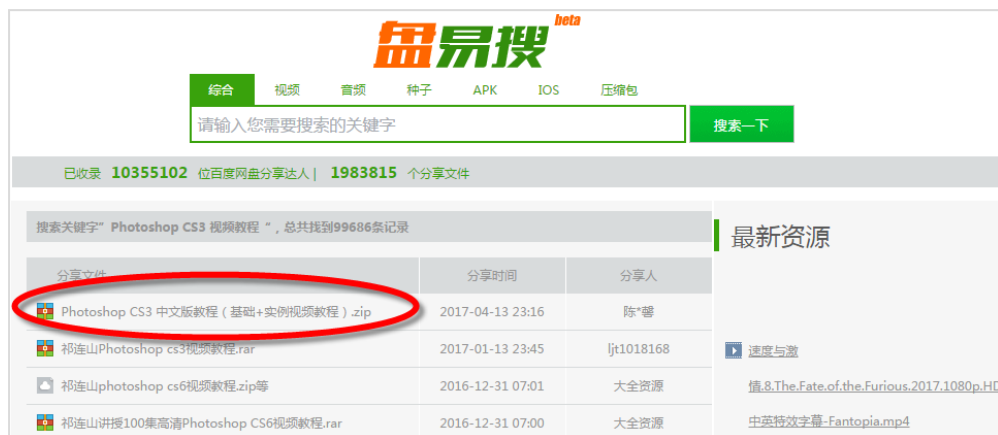 盘易搜 beta
综合 视频 音频 种子 APK IOS 压缩包
请输入您需要搜索的关键字 搜索一下
已收录 10355102 位百度网盘分享达人| 1983815 个分享文件
搜索关键字" Photoshop CS3 视频教程 “ , 总共找到99686条记录
最新资源
分享文件 分享时间 分享人
Photoshop CS3 中文版教程 ( 基础+实例视频教程 ) .zip 2017-04-13 23:16 陈*馨
祁连山Photoshop cs3视频教程.rar 2017-01-13 23:45 ljt1018168
速度与激
祁连山photoshop cs6视频教程.zip等 2016-12-31 07:01 大全资源
情.8.The.Fate.of.the.Furious.2017.1080p.HD
祁连山讲授100集高清Photoshop CS6视频教程.rar 2016-12-31 07:00 大全资源
中英特效字幕-Fantopia.mp4